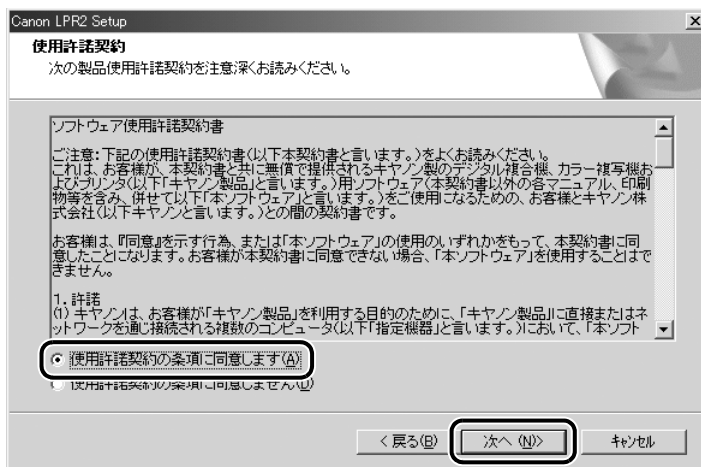 Canon LPR2 Setup
使用許諾契約
次の製品使用許諾契約を注意深くお読みください。
ソフトウェア使用許諾契約書
ご注意：下記の使用許諾契約書（以下本契約書と言います。）をよくお読みください。
これは、お客様が、本契約書と共に無償で提供されるキヤノン製のデジタル複合機、カラー複写機お
よびプリンタ（以下「キヤノン製品」と言います。）用ソフトウェア（本契約書以外の各マニュアル、印刷
物等を含み、併せて以下「本ソフトウェア」と言います。）をご使用になるための、お客様とキヤノン株
式会社（以下キヤノンと言います。）との間の契約書です。
お客様は、『同意』を示す行為、または「本ソフトウェア」の使用のいずれかをもって、本契約書に同
意したことになります。お客様が本契約書に同意できない場合、「本ソフトウェア」を使用することはで
きません。
1. 許諾
(1) キヤノンは、お客様が「キヤノン製品」を利用する目的のために、「キヤノン製品」に直接またはネ
ットワークを通じ接続される複数のコンピュータ（以下「指定機器」と言います。）において、「本ソフト
使用許諾契約の条項に同意します(A)
使用許諾契約の条項に同意しません(D)
< 戻る(B)
次へ (N)>
キャンセル